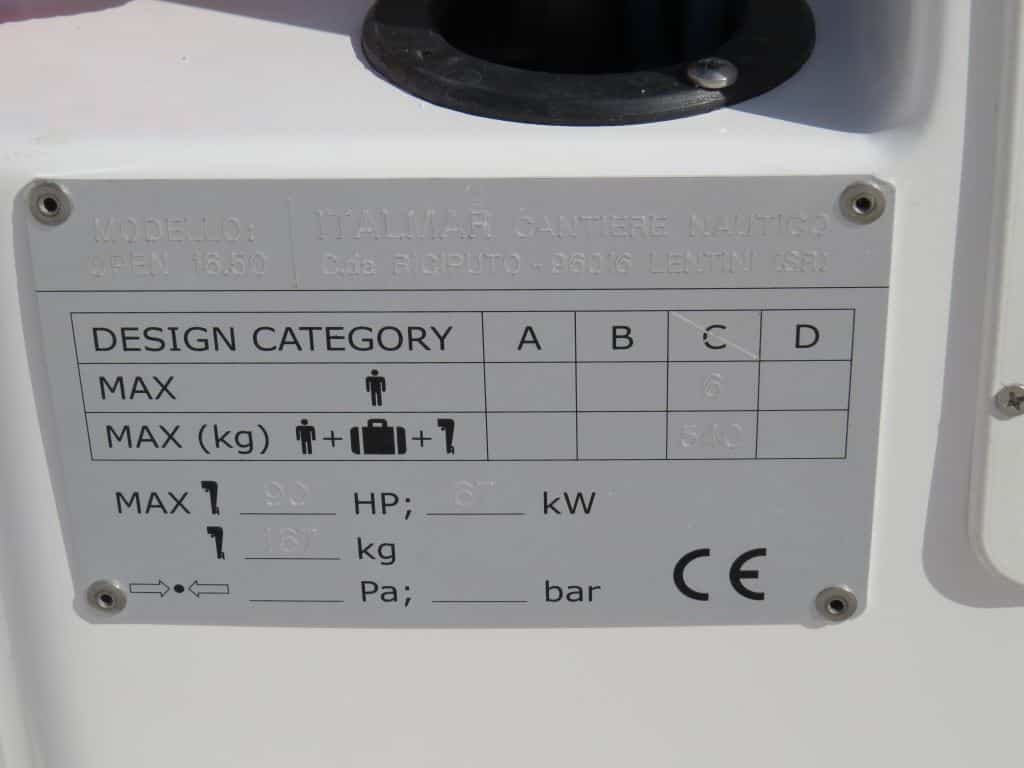 MODELLO: ITALMAR CANTIERE NAUTICO
OPEN 16.50 C.da RICIPUTO - 96016 LENTINI (SR)
DESIGN CATEGORY A B C D
MAX 6
MAX (kg) + + 540
MAX 90 HP; 67 kW
167 kg
Pa; bar
CE